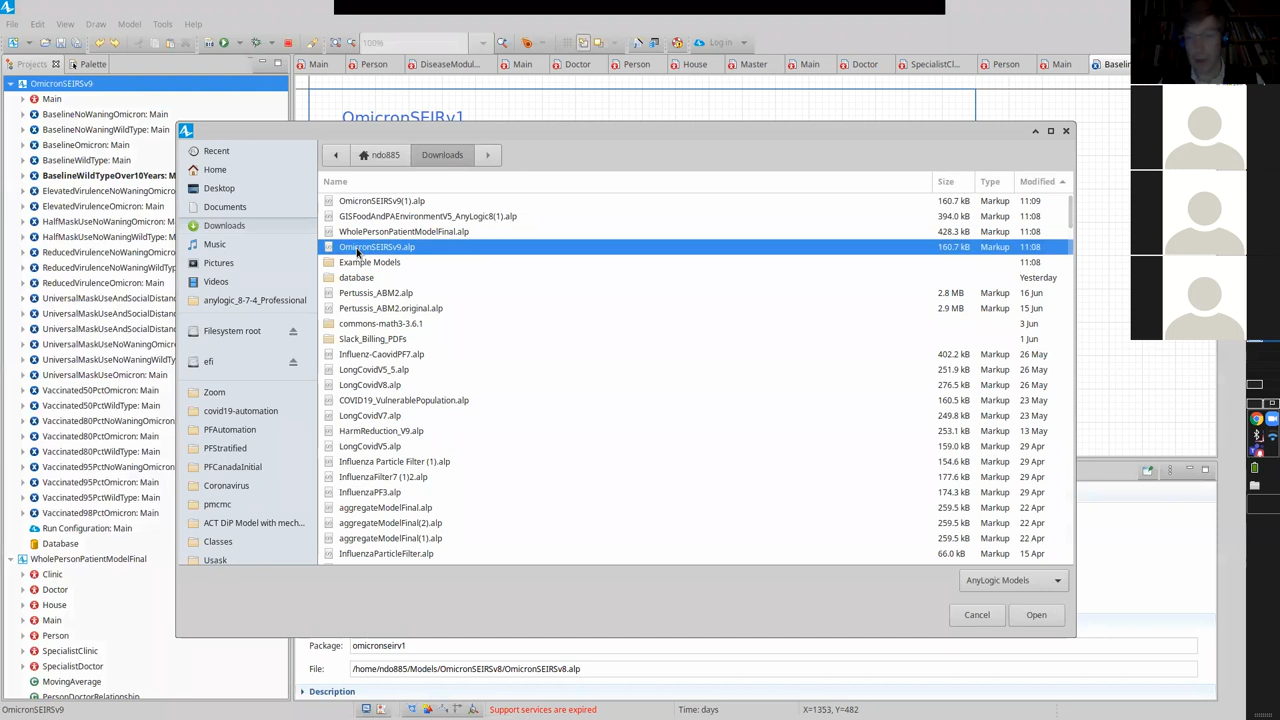 File Edit View Draw Model Tools Help
100% Log in
Projects Palette
Main Person DiseaseModul... Main Doctor Person House Master Main Doctor SpecialistCl... Person Main Baselin
OmicronSEIRv1
OmicronSEIRSv9
Main
BaselineNoWaningOmicron: Main
BaselineNoWaningWildType: Main
BaselineOmicron: Main
BaselineWildType: Main
BaselineWildTypeOver10Years: M
ElevatedVirulenceNoWaningOmicro
ElevatedVirulenceOmicron: Main
HalfMaskUseNoWaningOmicron: M
HalfMaskUseNoWaningWildType: M
ReducedVirulenceNoWaningOmicro
ReducedVirulenceNoWaningWildTyp
ReducedVirulenceOmicron: Main
UniversalMaskUseAndSocialDistanc
UniversalMaskUseAndSocialDistanc
UniversalMaskUseAndSocialDistanc
UniversalMaskUseNoWaningOmicro
UniversalMaskUseNoWaningWildTy
UniversalMaskUseOmicron: Main
Vaccinated50PctOmicron: Main
Vaccinated50PctWildType: Main
Vaccinated80PctNoWaningOmicron
Vaccinated80PctOmicron: Main
Vaccinated80PctWildType: Main
Vaccinated95PctNoWaningOmicron
Vaccinated95PctOmicron: Main
Vaccinated95PctWildType: Main
Vaccinated98PctOmicron: Main
Run Configuration: Main
Database
WholePersonPatientModelFinal
Clinic
Doctor
House
Main
Person
SpecialistClinic
SpecialistDoctor
MovingAverage
PersonDoctorRelationship
Recent
Home
Desktop
Documents
Downloads
Music
Pictures
Videos
anylogic_8-7-4_Professional
Filesystem root
efi
Zoom
covid19-automation
PFAutomation
PFStratified
PFCanadaInitial
Coronavirus
pmcmc
ACT DiP Model with mech...
Classes
Usask
ndo885 Downloads
Name Size Type Modified
OmicronSEIRSv9(1).alp 160.7 kB Markup 11:09
GISFoodAndPAEnvironmentV5_AnyLogic8(1).alp 394.0 kB Markup 11:08
WholePersonPatientModelFinal.alp 428.3 kB Markup 11:08
OmicronSEIRSv9.alp 160.7 kB Markup 11:08
Example Models 11:08
database Yesterday
Pertussis_ABM2.alp 2.8 MB Markup 16 Jun
Pertussis_ABM2.original.alp 2.9 MB Markup 15 Jun
commons-math3-3.6.1 3 Jun
Slack_Billing_PDFs 1 Jun
Influenz-CaovidPF7.alp 402.2 kB Markup 26 May
LongCovidV5_5.alp 251.9 kB Markup 26 May
LongCovidV8.alp 276.5 kB Markup 26 May
COVID19_VulnerablePopulation.alp 160.5 kB Markup 23 May
LongCovidV7.alp 249.8 kB Markup 23 May
HarmReduction_V9.alp 253.1 kB Markup 13 May
LongCovidV5.alp 159.0 kB Markup 29 Apr
Influenza Particle Filter (1).alp 154.6 kB Markup 29 Apr
InfluenzaFilter7 (1)2.alp 177.6 kB Markup 29 Apr
InfluenzaPF3.alp 174.3 kB Markup 29 Apr
aggregateModelFinal.alp 259.5 kB Markup 22 Apr
aggregateModelFinal(2).alp 259.5 kB Markup 22 Apr
aggregateModelFinal(1).alp 259.5 kB Markup 22 Apr
InfluenzaParticleFilter.alp 66.0 kB Markup 15 Apr
AnyLogic Models
Cancel Open
Package: omicronseirv1
File: /home/ndo885/Models/OmicronSEIRSv8/OmicronSEIRSv8.alp
Description
OmicronSEIRSv9 Support services are expired Time: days X=1353, Y=482